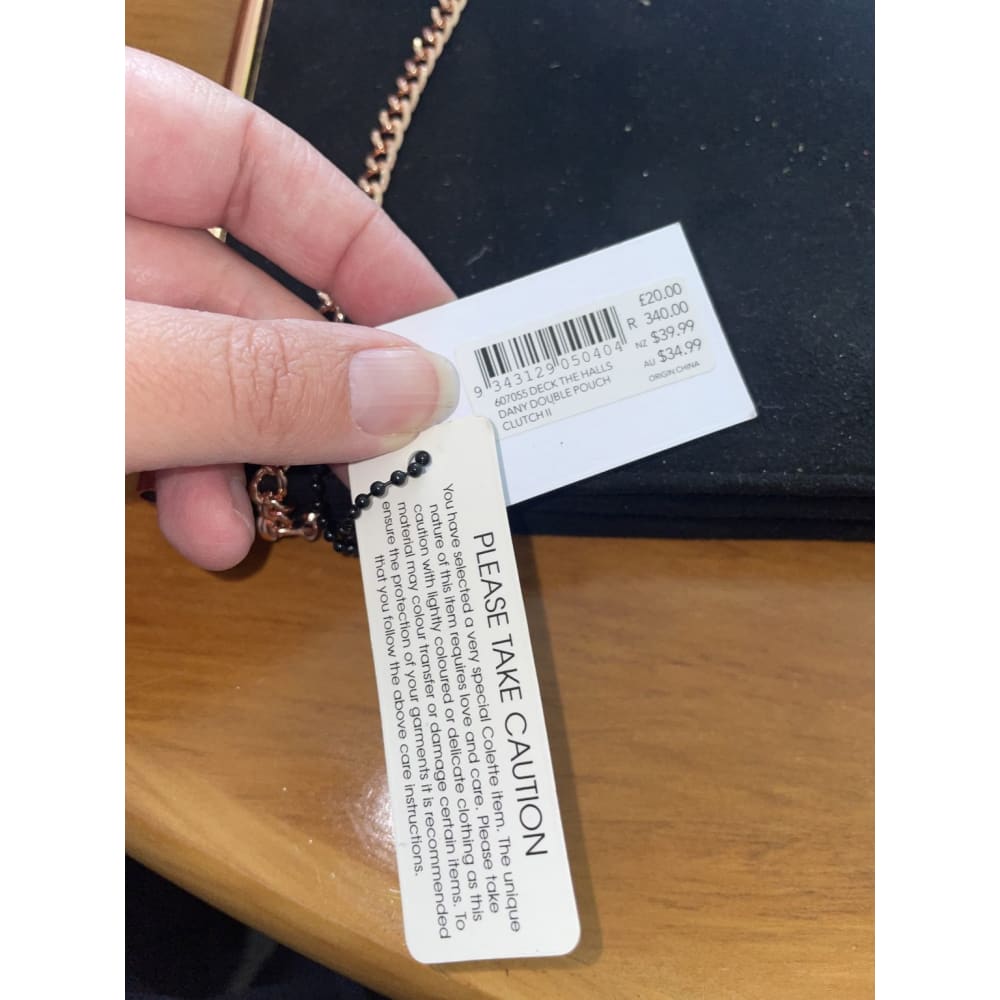 £20.00
R 340.00
NZ $39.99
AU $34.99
ORIGIN CHINA
9 343129 050404
607055 DECK THE HALLS
DANY DOUBLE POUCH
CLUTCH II
PLEASE TAKE CAUTION
You have selected a very special Colette item. The unique
nature of this item requires love and care. Please take
caution with lightly coloured or delicate clothing as this
material may colour transfer or damage certain items. To
ensure the protection of your garments it is recommended
that you follow the above care instructions.